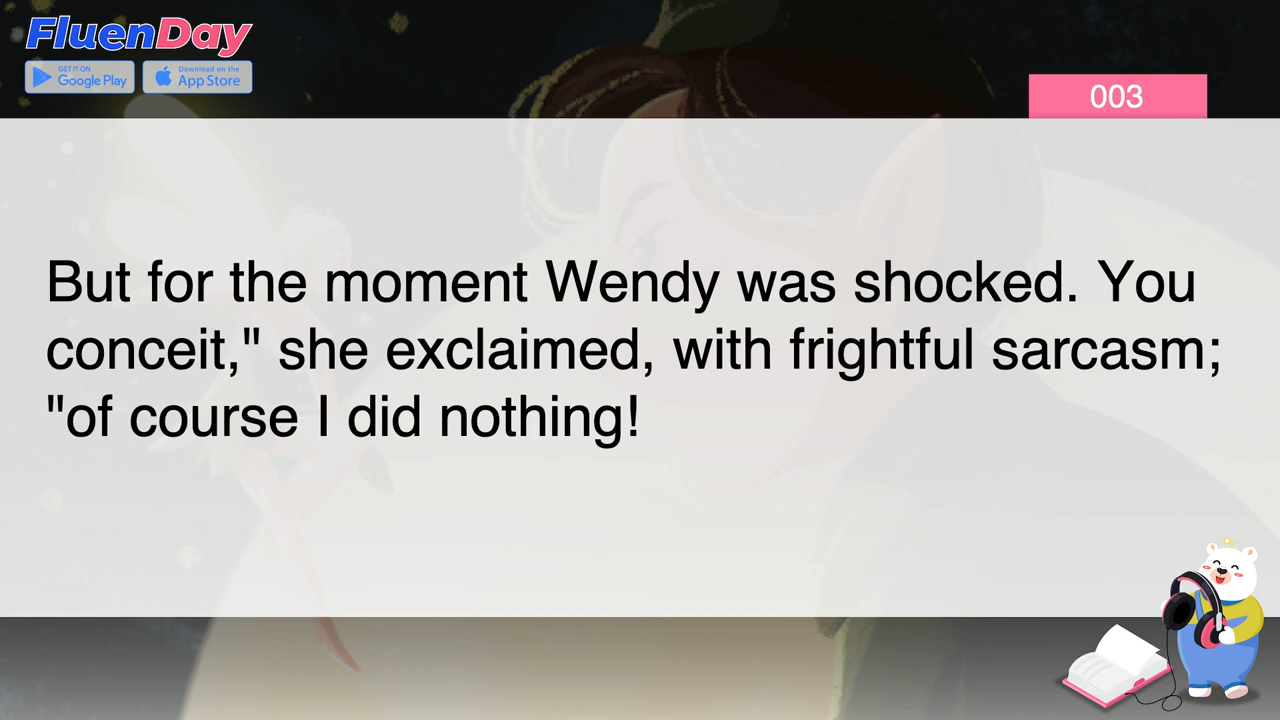 FluenDay
GET IT ON
Google Play
Download on the
App Store
003
But for the moment Wendy was shocked. You
conceit," she exclaimed, with frightful sarcasm;
"of course I did nothing!